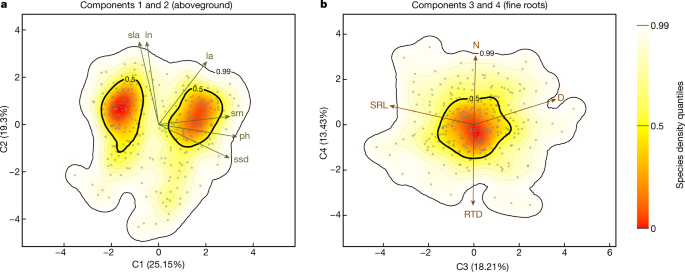 a
Components 1 and 2 (aboveground)
4
2
0
−2
−4
C2 (19.3%)
sla
ln
la
0.99
0.5
0.5
sm
ph
ssd
−4
−2
0
2
4
C1 (25.15%)
b
Components 3 and 4 (fine roots)
4
2
0
−2
−4
C4 (13.43%)
N
0.99
0.5
SRL
D
RTD
−4
−2
0
2
4
6
C3 (18.21%)
0.99
0.5
0
Species density quantiles